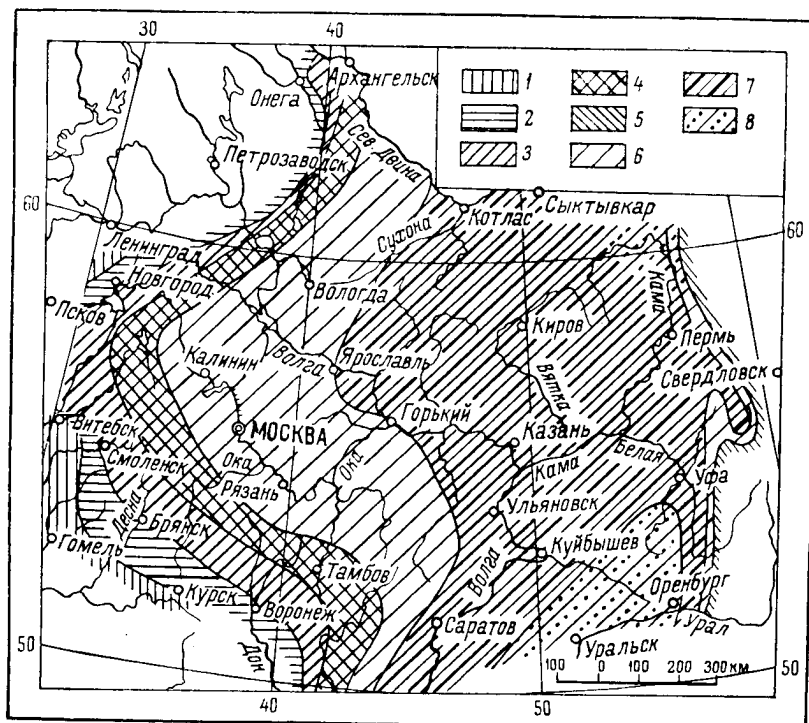 30
40
Архангельск
Онега
М
1
4
7
2
5
8
3
6
Петрозаводск
Сев. Двина
60
Котлас
Сыктывкар
60
Ленинград
Сухона
Новгород
Вологда
Кама
Псков
Киров
Пермь
Калинин
Волга
Ярославль
Вятка
Свердловск
Горький
МОСКВА
Казань
Белая
Витебск
Смоленск
Ока
Ока
Кама
Уфа
Рязань
Ульяновск
Десна
Брянск
Гомель
Куйбышев
Тамбов
Волга
Оренбург
Курск
Воронеж
Саратов
Урал
50
Дон
Уральск
100 0 100 200 300 км
50
40
50